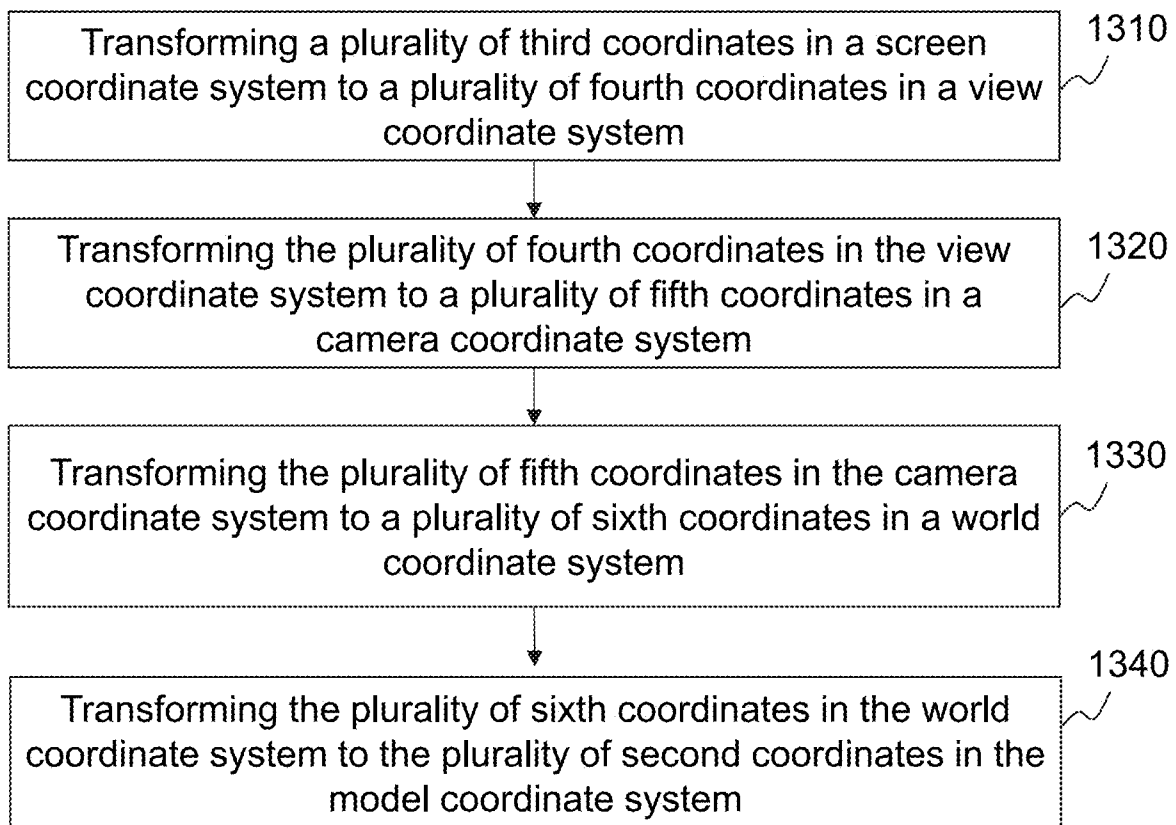 Transforming a plurality of third coordinates in a screen
coordinate system to a plurality of fourth coordinates in a view
coordinate system
1310
Transforming the plurality of fourth coordinates in the view
coordinate system to a plurality of fifth coordinates in a
camera coordinate system
1320
Transforming the plurality of fifth coordinates in the camera
coordinate system to a plurality of sixth coordinates in a world
coordinate system
1330
Transforming the plurality of sixth coordinates in the world
coordinate system to the plurality of second coordinates in the
model coordinate system
1340